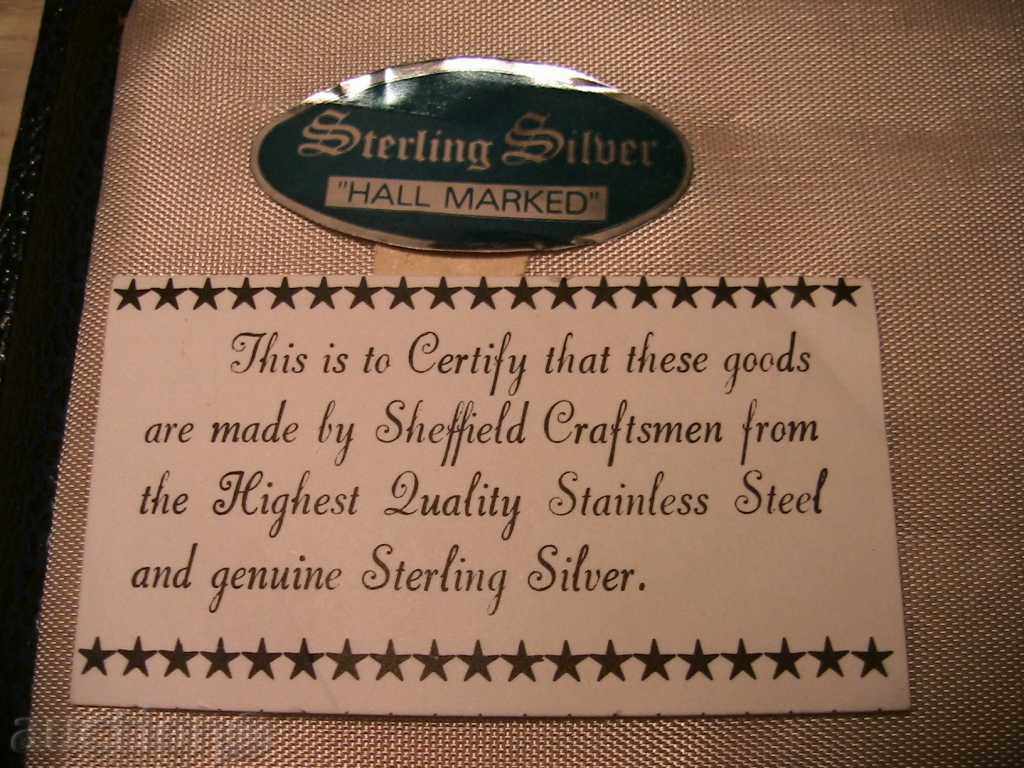 Sterling Silver
"HALL MARKED"
This is to Certify that these goods
are made by Sheffield Craftsmen from
the Highest Quality Stainless Steel
and genuine Sterling Silver.